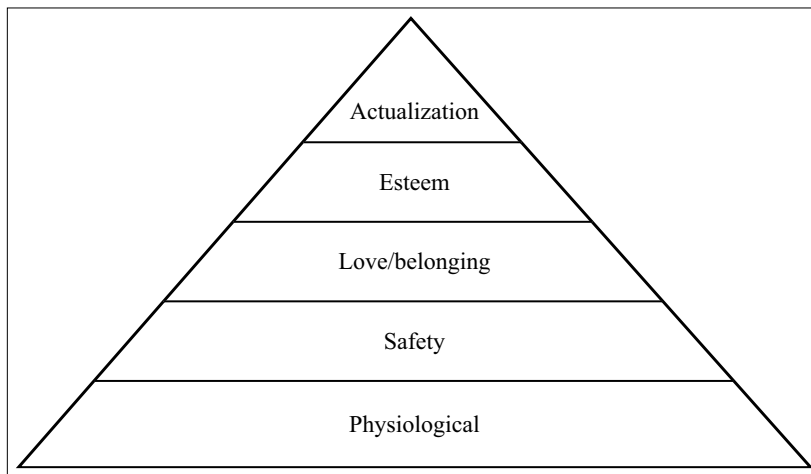 Actualization
Esteem
Love/belonging
Safety
Physiological